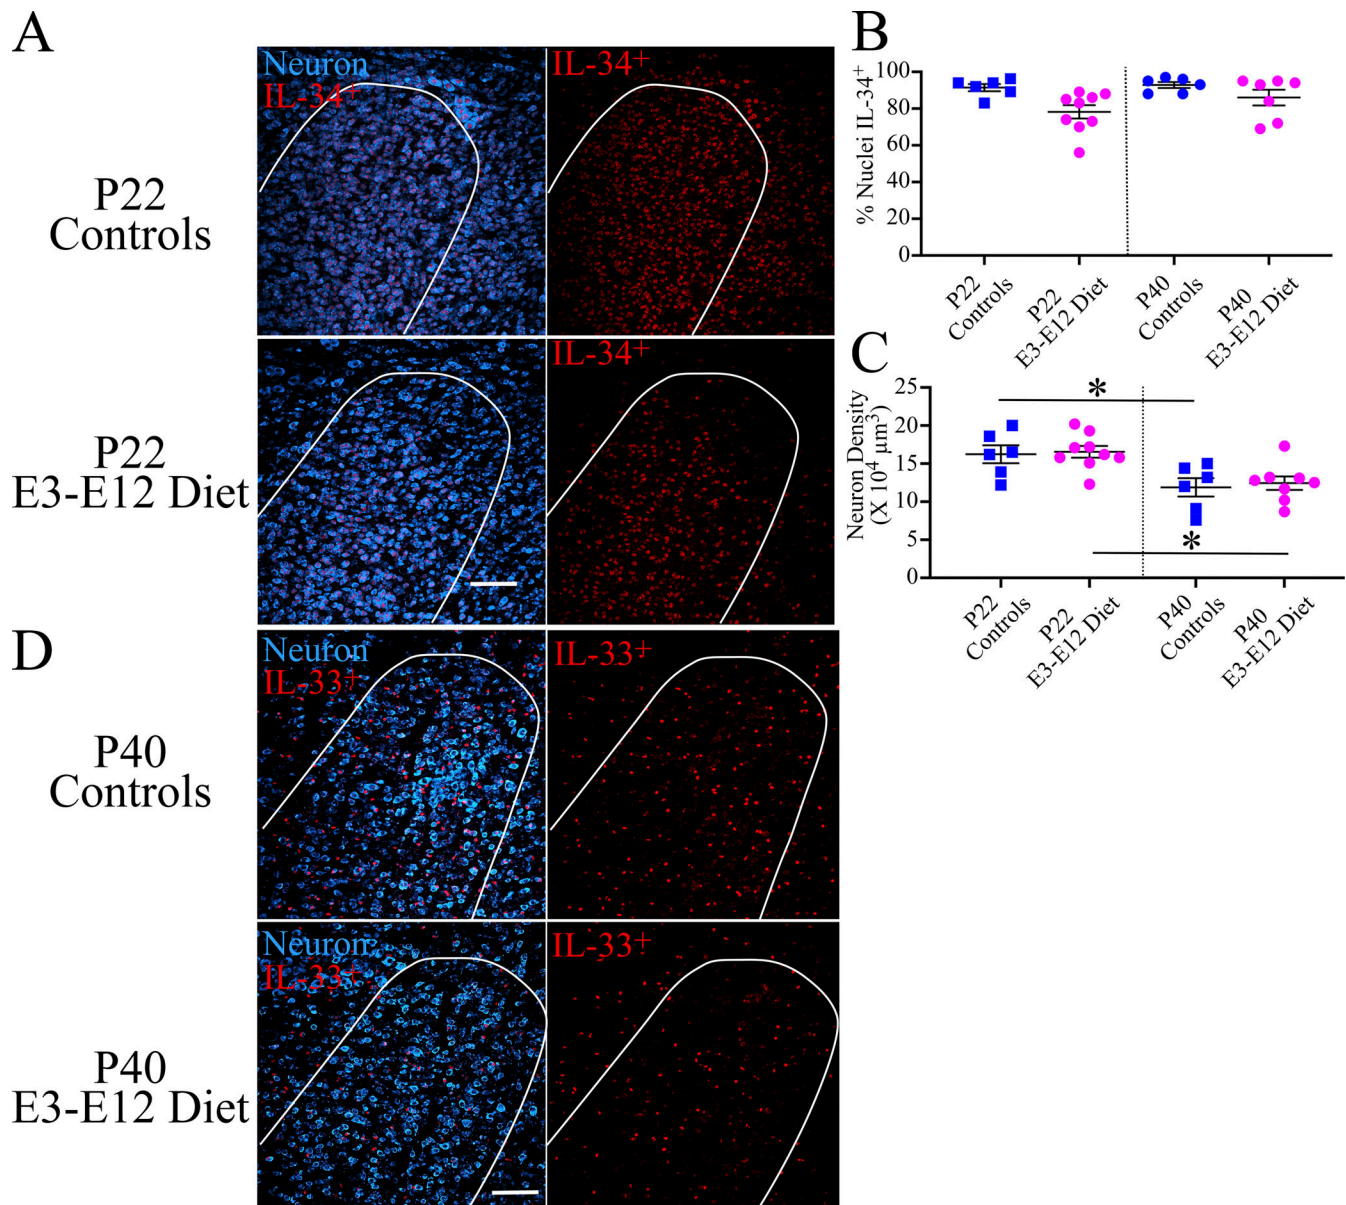 A
Neuron
IL-34+
IL-34+
P22
Controls
IL-34+
P22
E3-E12 Diet
B
% Nuclei IL-34+
100
80
60
40
20
0
P22
Controls
P22
E3-E12 Diet
P40
Controls
P40
E3-E12 Diet
C
Neuron Density
(X 10⁴ µm³)
25
20
15
10
5
0
*
*
P22
Controls
P22
E3-E12 Diet
P40
Controls
P40
E3-E12 Diet
D
Neuron
IL-33+
IL-33+
P40
Controls
Neuron
IL-33+
IL-33+
P40
E3-E12 Diet